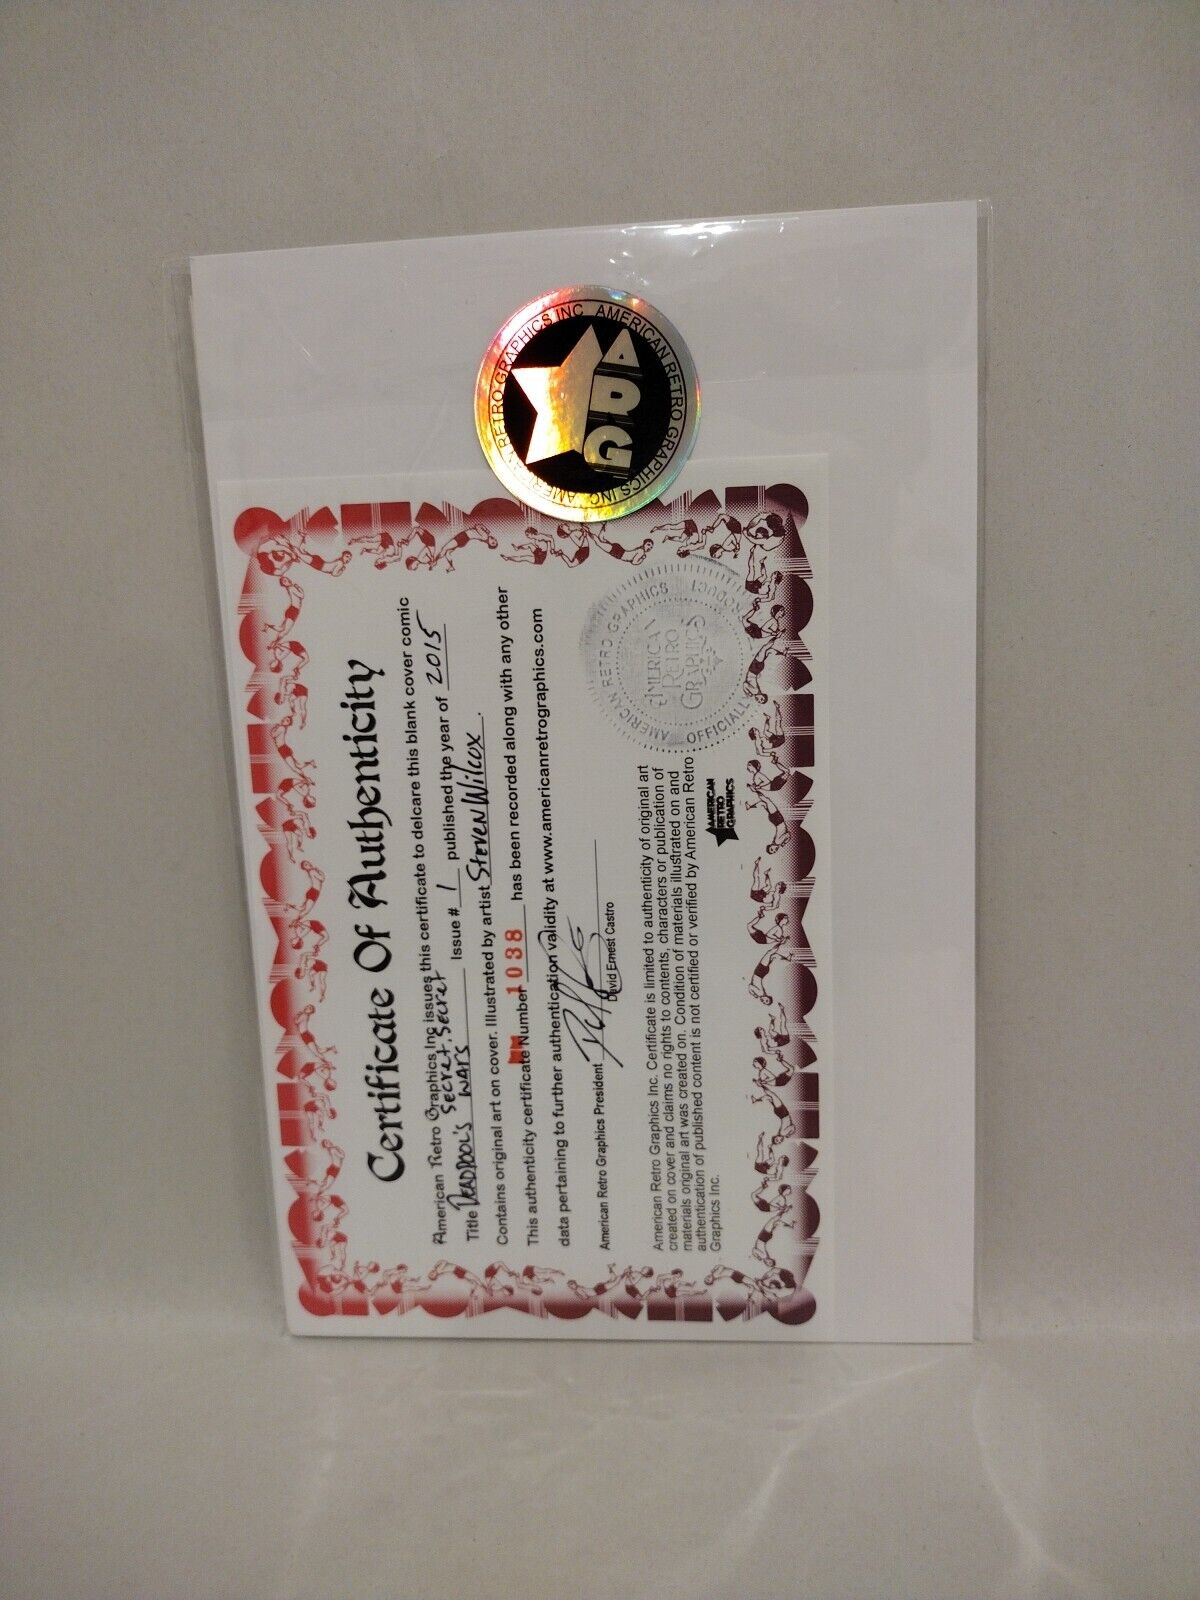 Certificate Of Authenticity
American Retro Graphics Inc issues this certificate to delcare this blank cover comic
Title DEADPOOL'S Secret, Secret WARS Issue # 1 published the year of 2015
Contains original art on cover. Illustrated by artist Steven Wilcox.
This authenticity certificate Number 1038 has been recorded along with any other
data pertaining to further authentication validity at www.americanretrographics.com
American Retro Graphics President
David Ernest Castro
American Retro Graphics Inc. Certificate is limited to authenticity of original art
created on cover and claims no rights to contents, characters or publication of
materials original art was created on. Condition of materials illustrated on and
authentication of published content is not certified or verified by American Retro
Graphics Inc.
AMERICAN
RETRO
GRAPHICS
AMERICAN RETRO GRAPHICS
OFFICIALLY
AMERICAN
RETRO
GRAPHICS
AMERICAN RETRO GRAPHICS INC AMERICAN RETRO GRAPHICS INC
ARG